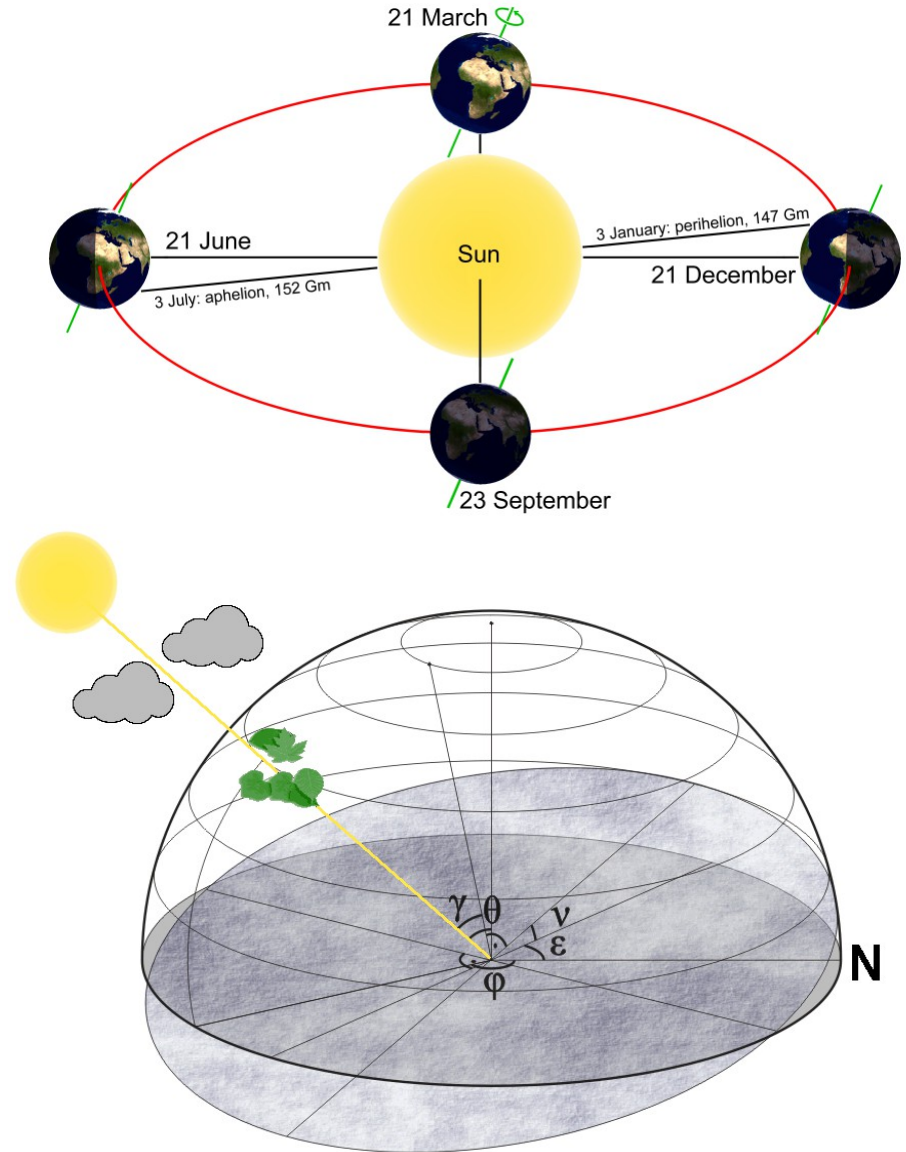 21 March
3 January: perihelion, 147 Gm
21 June
Sun
21 December
3 July: aphelion, 152 Gm
23 September
γ θ ν
ε
N
φ